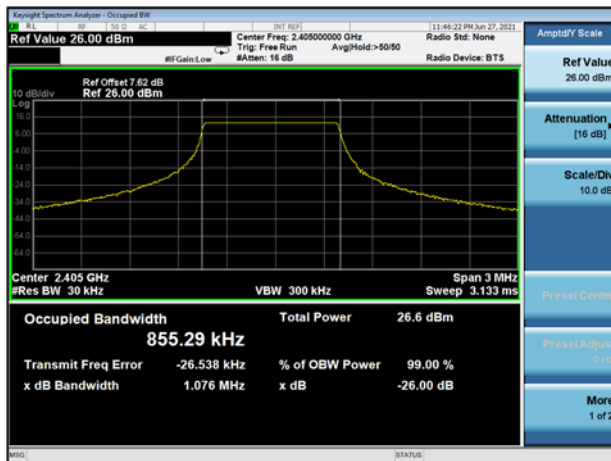 Keysight Spectrum Analyzer - Occupied BW
RL RF 50 Ω AC INT REF 11:46:22 PM Jun 27, 2021
Ref Value 26.00 dBm
Center Freq: 2.405000000 GHz
Radio Std: None
Trig: Free Run Avg|Hold:>50/50
#IFGain:Low #Atten: 16 dB Radio Device: BTS
Ref Offset 7.62 dB
10 dB/div Ref 26.00 dBm
Log
16.0
6.00
-4.00
-14.0
-24.0
-34.0
-44.0
-54.0
-64.0
Center 2.405 GHz Span 3 MHz
#Res BW 30 kHz VBW 300 kHz Sweep 3.133 ms
Occupied Bandwidth Total Power 26.6 dBm
855.29 kHz
Transmit Freq Error -26.538 kHz % of OBW Power 99.00 %
x dB Bandwidth 1.076 MHz x dB -26.00 dB
MSG STATUS
Amptd/Y Scale
Ref Value
26.00 dBm
Attenuation
[16 dB]
Scale/Div
10.0 dB
Presel Center
Presel Adjust
0 Hz
More
1 of 2